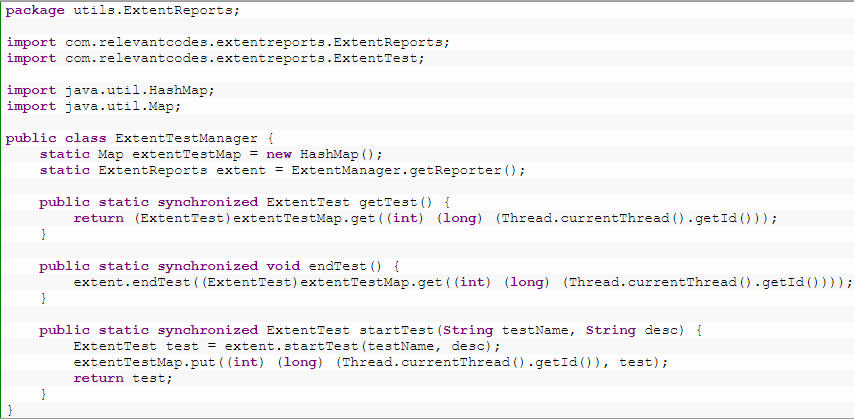 package utils.ExtentReports;
import com.relevantcodes.extentreports.ExtentReports;
import com.relevantcodes.extentreports.ExtentTest;
import java.util.HashMap;
import java.util.Map;
public class ExtentTestManager {
    static Map extentTestMap = new HashMap();
    static ExtentReports extent = ExtentManager.getReporter();
    public static synchronized ExtentTest getTest() {
        return (ExtentTest)extentTestMap.get((int) (long) (Thread.currentThread().getId()));
    }
    public static synchronized void endTest() {
        extent.endTest((ExtentTest)extentTestMap.get((int) (long) (Thread.currentThread().getId())));
    }
    public static synchronized ExtentTest startTest(String testName, String desc) {
        ExtentTest test = extent.startTest(testName, desc);
        extentTestMap.put((int) (long) (Thread.currentThread().getId()), test);
        return test;
    }
}